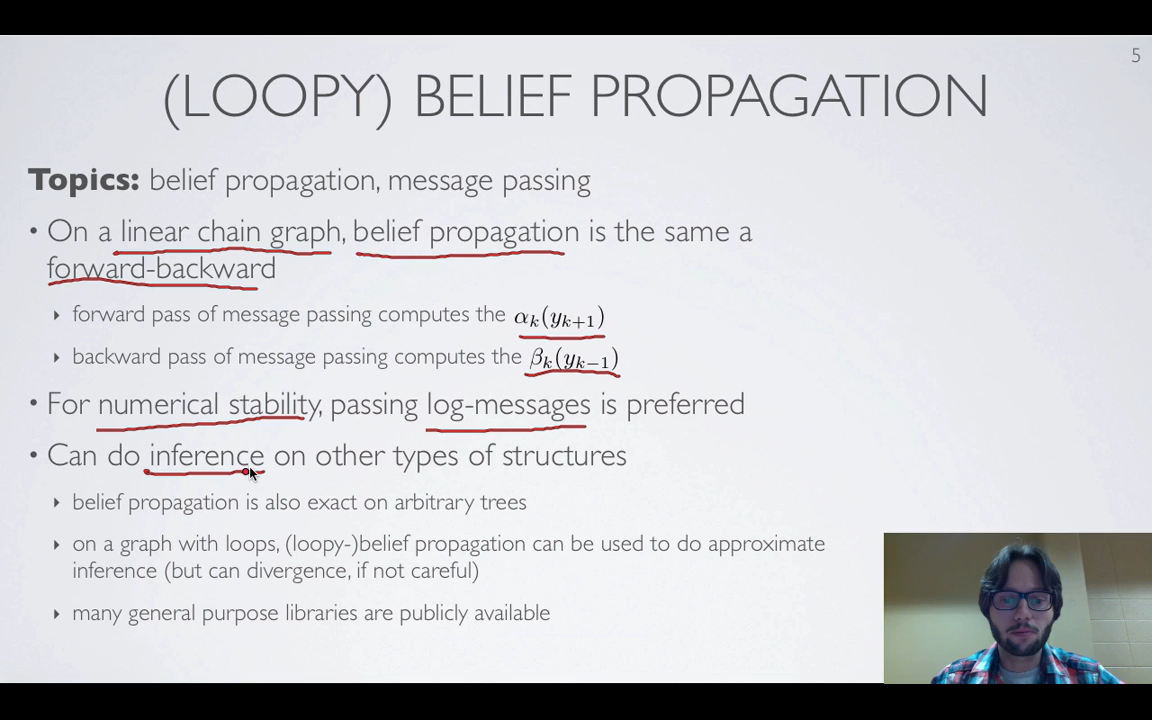 5
(LOOPY) BELIEF PROPAGATION
Topics: belief propagation, message passing
• On a linear chain graph, belief propagation is the same a
forward-backward
‣ forward pass of message passing computes the αₖ(yₖ₊₁)
‣ backward pass of message passing computes the βₖ(yₖ₋₁)
• For numerical stability, passing log-messages is preferred
• Can do inference on other types of structures
‣ belief propagation is also exact on arbitrary trees
‣ on a graph with loops, (loopy-)belief propagation can be used to do approximate
inference (but can divergence, if not careful)
‣ many general purpose libraries are publicly available